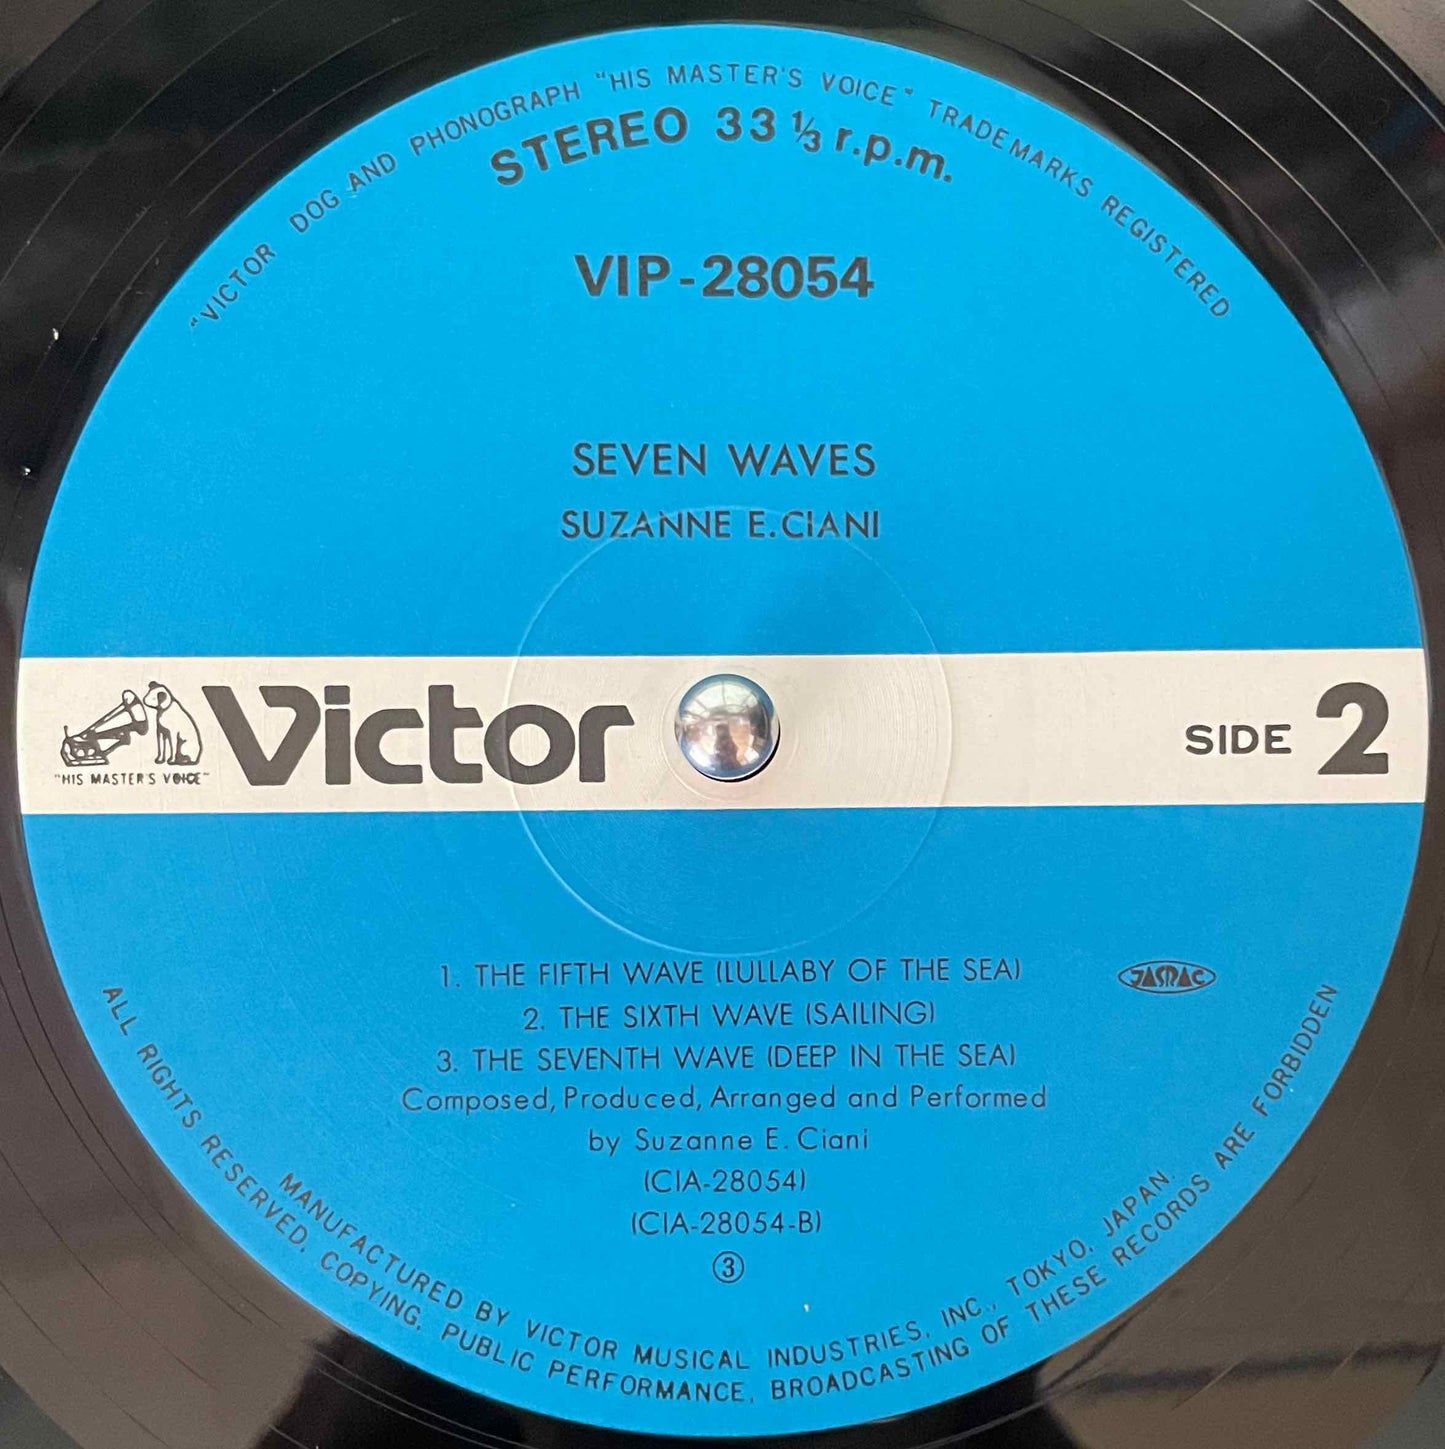 "VICTOR DOG AND PHONOGRAPH "HIS MASTER'S VOICE" TRADE MARKS REGISTERED
STEREO 33 ⅓ r.p.m.
VIP-28054
SEVEN WAVES
SUZANNE E. CIANI
"HIS MASTER'S VOICE"
Victor
SIDE 2
1. THE FIFTH WAVE (LULLABY OF THE SEA)
JASRAC
2. THE SIXTH WAVE (SAILING)
3. THE SEVENTH WAVE (DEEP IN THE SEA)
Composed, Produced, Arranged and Performed
by Suzanne E. Ciani
(CIA-28054)
(CIA-28054-B)
③
MANUFACTURED BY VICTOR MUSICAL INDUSTRIES, INC., TOKYO, JAPAN.
ALL RIGHTS RESERVED, COPYING, PUBLIC PERFORMANCE, BROADCASTING OF THESE RECORDS ARE FORBIDDEN